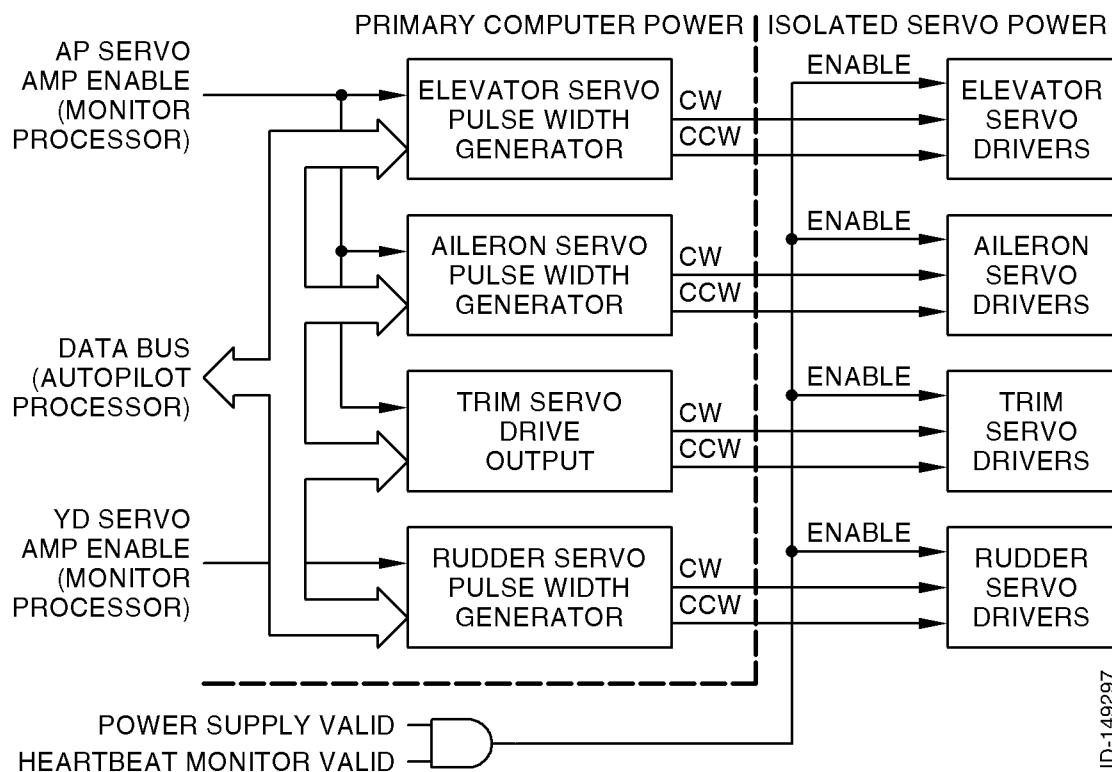 PRIMARY COMPUTER POWER
ISOLATED SERVO POWER
AP SERVO
AMP ENABLE
(MONITOR
PROCESSOR)
ELEVATOR SERVO
PULSE WIDTH
GENERATOR
CW
CCW
ENABLE
ELEVATOR
SERVO
DRIVERS
AILERON SERVO
PULSE WIDTH
GENERATOR
CW
CCW
ENABLE
AILERON
SERVO
DRIVERS
DATA BUS
(AUTOPILOT
PROCESSOR)
TRIM SERVO
DRIVE
OUTPUT
CW
CCW
ENABLE
TRIM
SERVO
DRIVERS
YD SERVO
AMP ENABLE
(MONITOR
PROCESSOR)
RUDDER SERVO
PULSE WIDTH
GENERATOR
CW
CCW
ENABLE
RUDDER
SERVO
DRIVERS
POWER SUPPLY VALID
HEARTBEAT MONITOR VALID
ID-149297